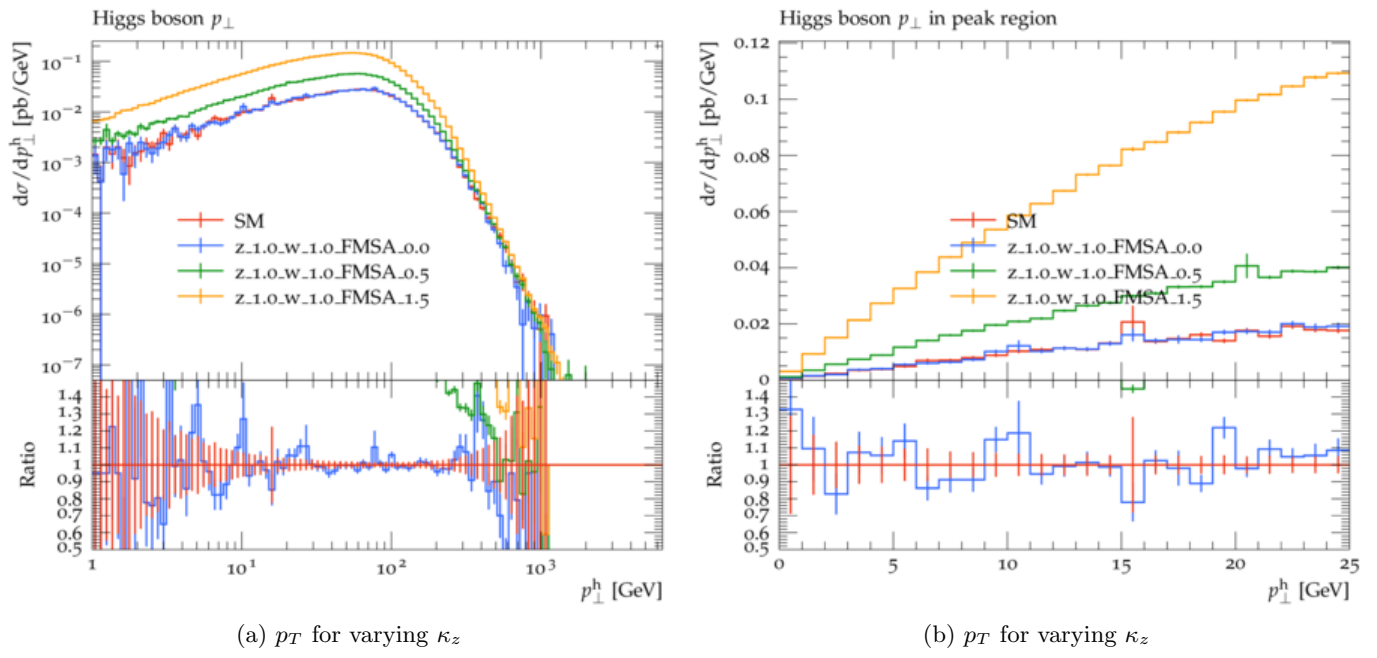 Higgs boson p⊥
dσ/dp⊥ʰ [pb/GeV]
10⁻¹
10⁻²
10⁻³
10⁻⁴
10⁻⁵
10⁻⁶
10⁻⁷
SM
z_1.0_w_1.0_FMSA_0.0
z_1.0_w_1.0_FMSA_0.5
z_1.0_w_1.0_FMSA_1.5
Ratio
1.4
1.3
1.2
1.1
1
0.9
0.8
0.7
0.6
0.5
1 10¹ 10² 10³
p⊥ʰ [GeV]
(a) p_T for varying κ_z
Higgs boson p⊥ in peak region
dσ/dp⊥ʰ [pb/GeV]
0.12
0.1
0.08
0.06
0.04
0.02
0
SM
z_1.0_w_1.0_FMSA_0.0
z_1.0_w_1.0_FMSA_0.5
z_1.0_w_1.0_FMSA_1.5
Ratio
1.4
1.3
1.2
1.1
1
0.9
0.8
0.7
0.6
0.5
0 5 10 15 20 25
p⊥ʰ [GeV]
(b) p_T for varying κ_z